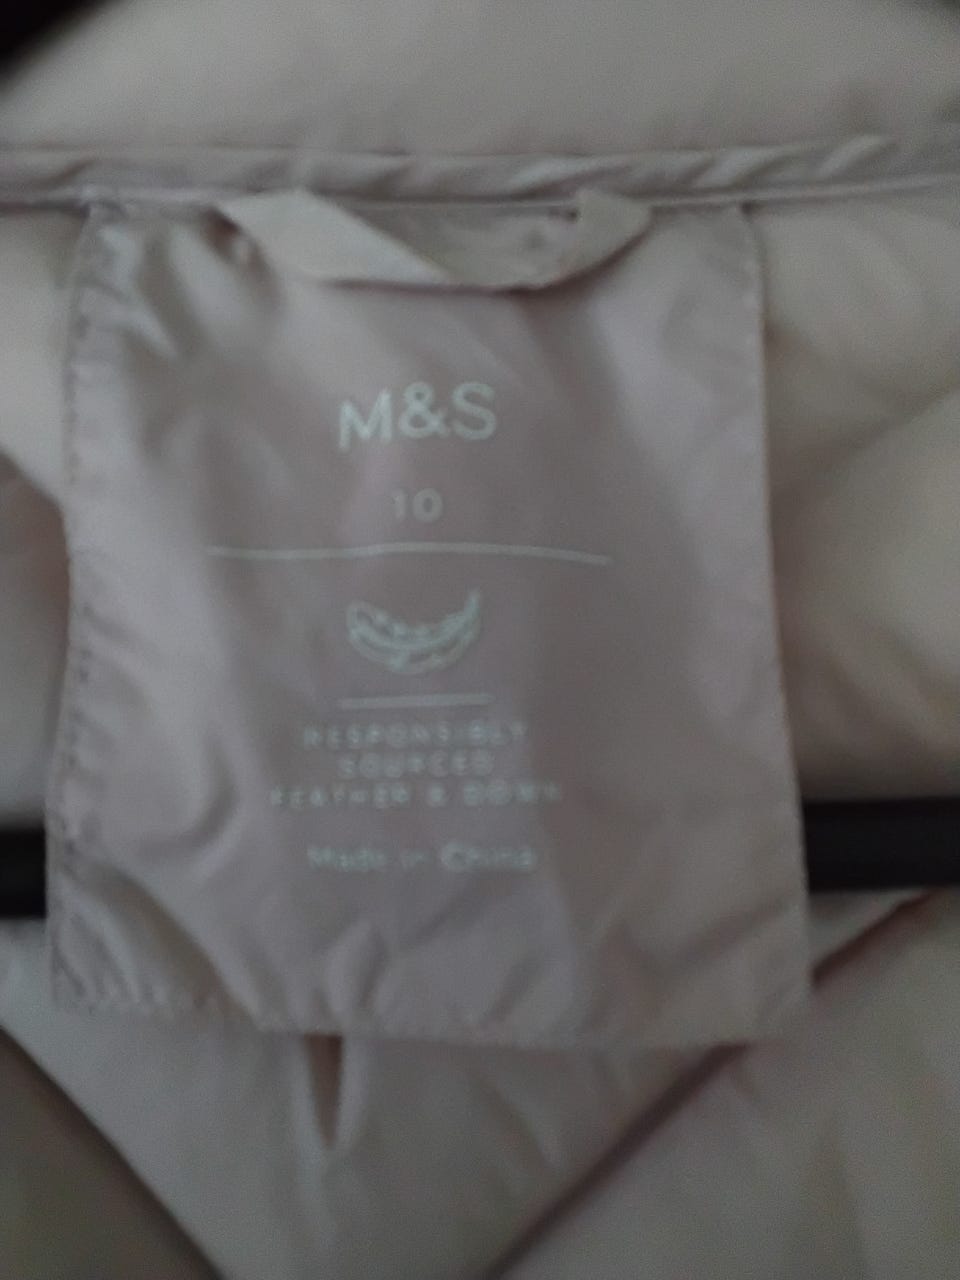 M&S
10
RESPONSIBLY
SOURCED
FEATHER & DOWN
Made in China